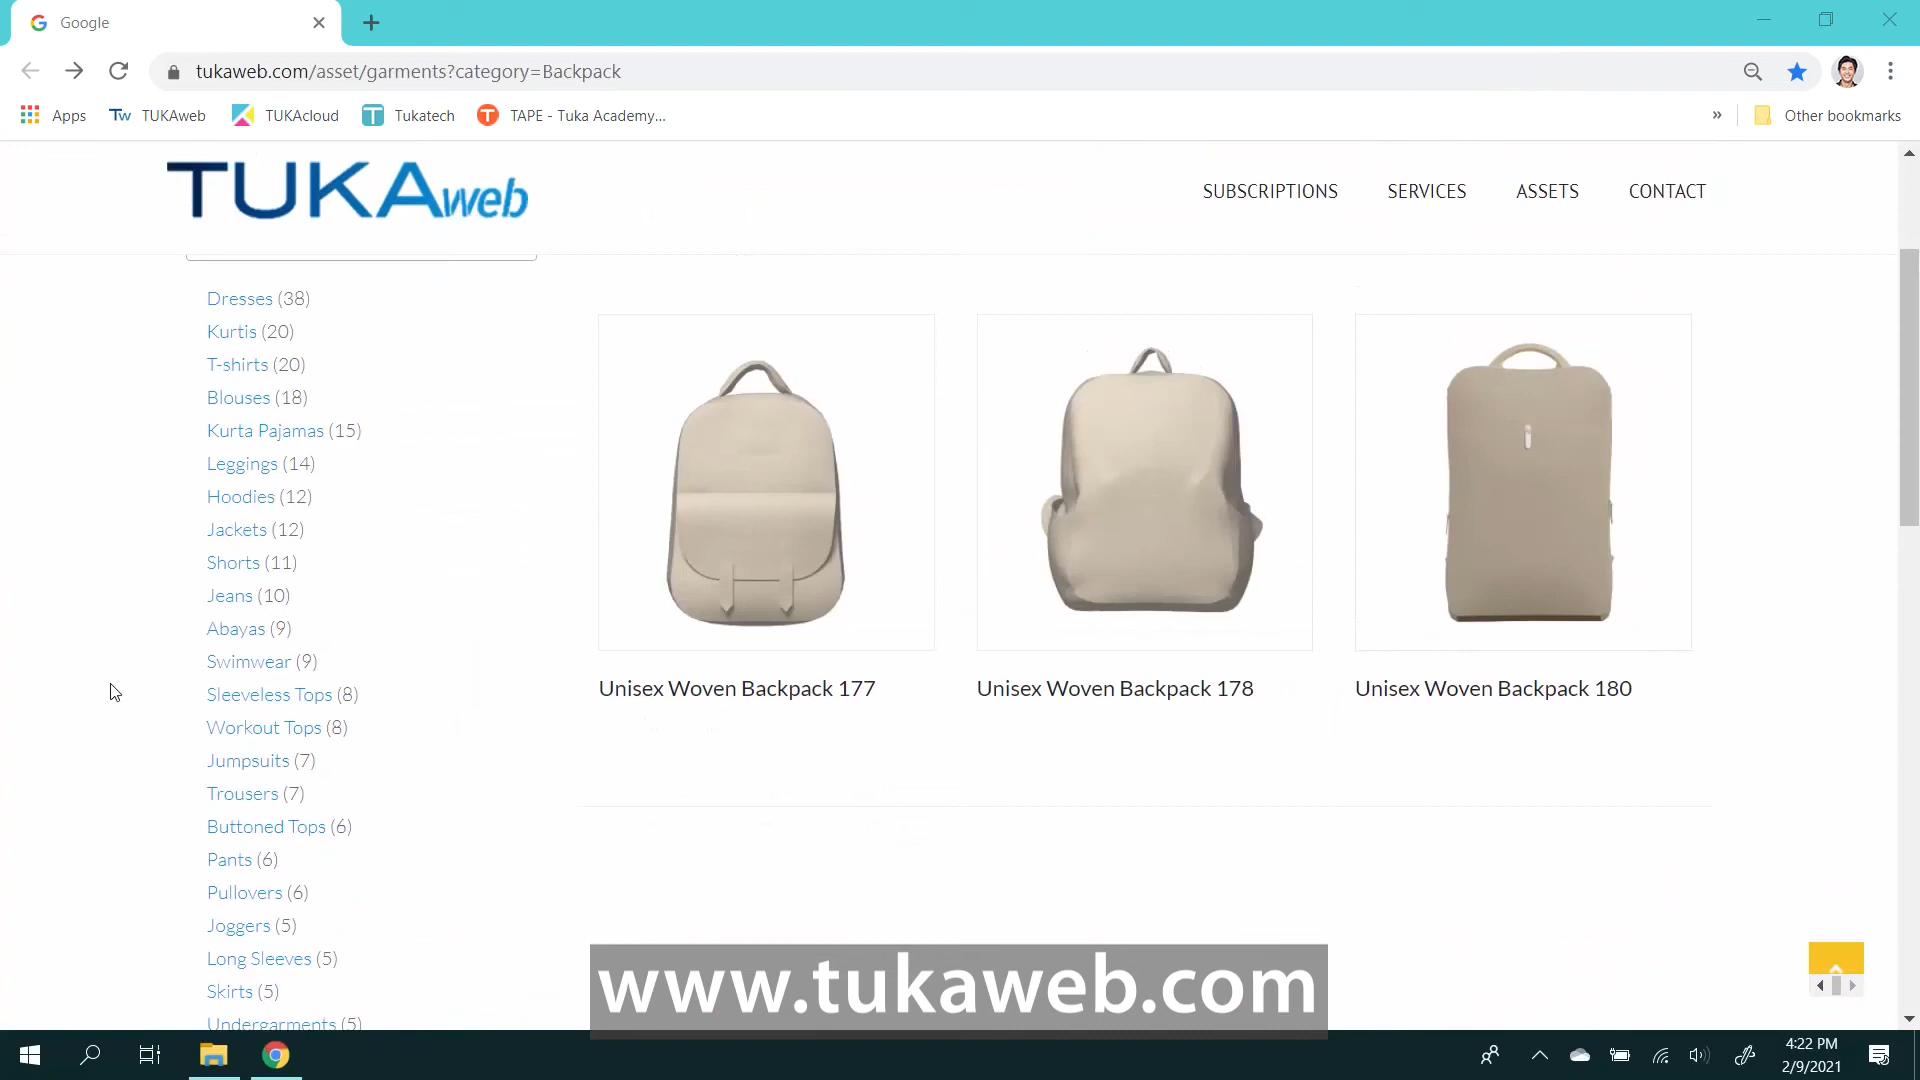 Google
tukaweb.com/asset/garments?category=Backpack
Apps
Tw TUKAweb
TUKAcloud
T Tukatech
T TAPE - Tuka Academy...
» Other bookmarks
TUKAweb
SUBSCRIPTIONS SERVICES ASSETS CONTACT
Dresses (38)
Kurtis (20)
T-shirts (20)
Blouses (18)
Kurta Pajamas (15)
Leggings (14)
Hoodies (12)
Jackets (12)
Shorts (11)
Jeans (10)
Abayas (9)
Swimwear (9)
Sleeveless Tops (8)
Workout Tops (8)
Jumpsuits (7)
Trousers (7)
Buttoned Tops (6)
Pants (6)
Pullovers (6)
Joggers (5)
Long Sleeves (5)
Skirts (5)
Undergarments (5)
Unisex Woven Backpack 177
Unisex Woven Backpack 178
Unisex Woven Backpack 180
www.tukaweb.com
4:22 PM
2/9/2021